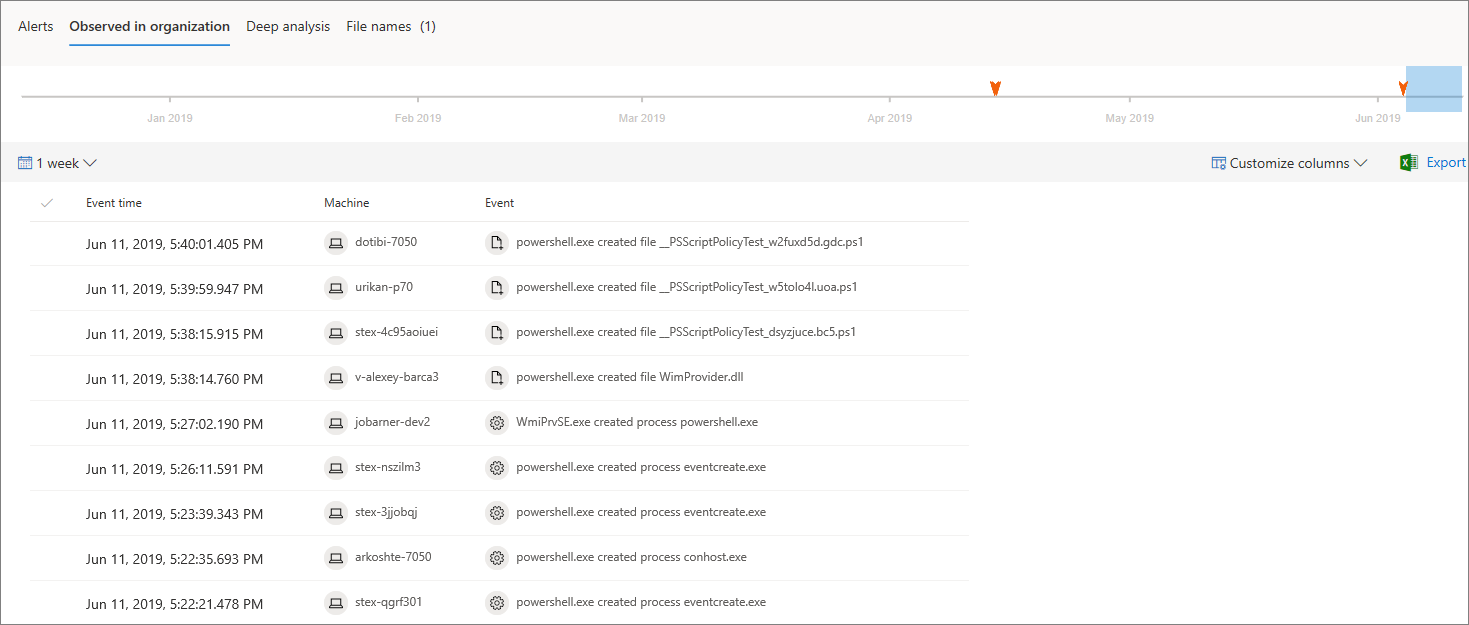 Alerts Observed in organization Deep analysis File names (1)
Jan 2019 Feb 2019 Mar 2019 Apr 2019 May 2019 Jun 2019
1 week Customize columns Export
Event time Machine Event
Jun 11, 2019, 5:40:01.405 PM dotibi-7050 powershell.exe created file __PSScriptPolicyTest_w2fuxd5d.gdc.ps1
Jun 11, 2019, 5:39:59.947 PM urikan-p70 powershell.exe created file __PSScriptPolicyTest_w5tolo4l.uoa.ps1
Jun 11, 2019, 5:38:15.915 PM stex-4c95aoiuei powershell.exe created file __PSScriptPolicyTest_dsyzjuce.bc5.ps1
Jun 11, 2019, 5:38:14.760 PM v-alexey-barca3 powershell.exe created file WimProvider.dll
Jun 11, 2019, 5:27:02.190 PM jobarner-dev2 WmiPrvSE.exe created process powershell.exe
Jun 11, 2019, 5:26:11.591 PM stex-nszilm3 powershell.exe created process eventcreate.exe
Jun 11, 2019, 5:23:39.343 PM stex-3jjobqj powershell.exe created process eventcreate.exe
Jun 11, 2019, 5:22:35.693 PM arkoshte-7050 powershell.exe created process conhost.exe
Jun 11, 2019, 5:22:21.478 PM stex-qgrf301 powershell.exe created process eventcreate.exe